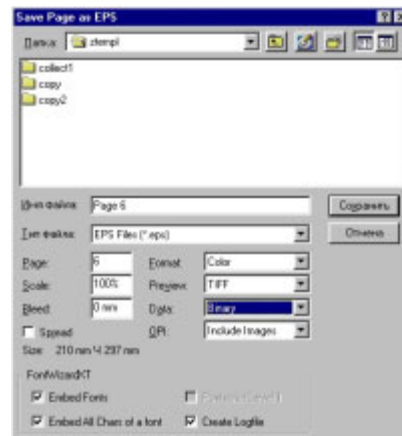 Save Page as EPS
Папка: ztempl
collect1
copy
copy2
Имя файла: Page 6 Сохранить
Тип файла: EPS Files (*.eps) Отмена
Page: 6 Format: Color
Scale: 100% Preview: TIFF
Bleed: 0 mm Data: Binary
Spread OPI: Include Images
Size: 210 mm Ч 297 mm
FontWizardXT
Embed Fonts
Embed All Chars of a font Create Logfile